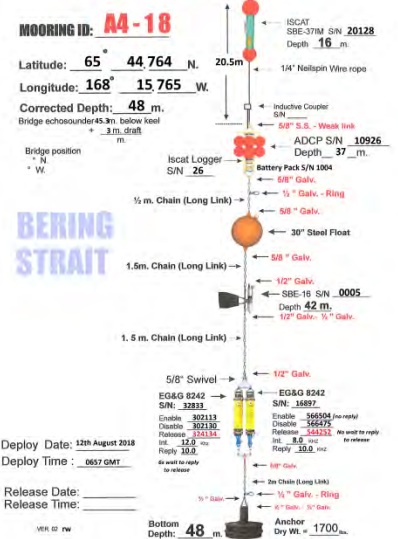 MOORING ID: A4 - 18
Latitude: 65° 44.764 N.
Longitude: 168° 15.765 W.
Corrected Depth: 48 m.
Bridge echosounder 45.3m. below keel
+ 3 m. draft
m.
Bridge position
° N.
° W.
BERING
STRAIT
ISCAT
SBE-37IM S/N 20128
Depth 16 m.
20.5m
1/4" Neilspin Wire rope
Inductive Coupler
S/N
5/8" S.S. - Weak link
ADCP S/N 10926
Depth 37 m.
Iscat Logger
S/N 26
Battery Pack S/N 1004
5/8" Galv.
½ m. Chain (Long Link)
½ " Galv. - Ring
5/8 " Galv.
30" Steel Float
5/8 " Galv.
1.5m. Chain (Long Link)
1/2" Galv.
SBE-16 S/N 0005
Depth 42 m.
1/2" Galv.- ½ " Galv.
1. 5 m. Chain (Long Link)
1/2" Galv.
5/8" Swivel
EG&G 8242
S/N: 32833
Enable 302113
Disable 302130
Release 324134
Int. 12.0 KHz
Reply 10.0 KHz
6s wait to reply
to release
EG&G 8242
S/N: 16897
Enable 566504 (no reply)
Disable 566475
Release 544252 No wait to reply
to release
Int. 8.0 KHz
Reply 10.0 KHz
5/8" Galv.
2m Chain (Long Link)
½ " Galv. - Ring
½ " Galv.
½ " Galv. - ½" Galv.
Deploy Date: 12th August 2018
Deploy Time : 0657 GMT
Release Date:
Release Time:
VER. 02 rw
Bottom
Depth: 48 m.
Anchor
Dry Wt. = 1700 lbs.